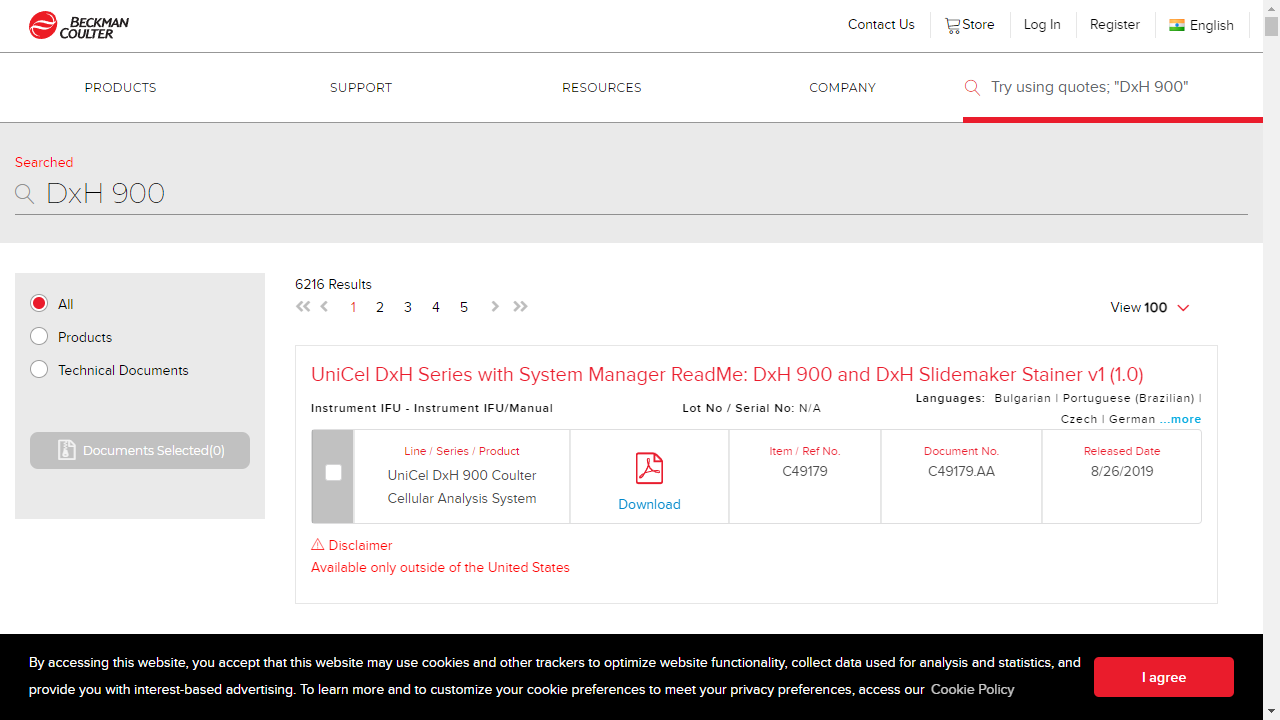 BECKMAN
COULTER
Contact Us
Store
Log In
Register
English
PRODUCTS
SUPPORT
RESOURCES
COMPANY
Try using quotes; "DxH 900"
Searched
DxH 900
All
Products
Technical Documents
Documents Selected(0)
6216 Results
1 2 3 4 5
View 100
UniCel DxH Series with System Manager ReadMe: DxH 900 and DxH Slidemaker Stainer v1 (1.0)
Instrument IFU - Instrument IFU/Manual
Lot No / Serial No: N/A
Languages: Bulgarian | Portuguese (Brazilian) |
Czech | German ...more
Line / Series / Product
UniCel DxH 900 Coulter
Cellular Analysis System
Download
Item / Ref No.
C49179
Document No.
C49179.AA
Released Date
8/26/2019
Disclaimer
Available only outside of the United States
By accessing this website, you accept that this website may use cookies and other trackers to optimize website functionality, collect data used for analysis and statistics, and
provide you with interest-based advertising. To learn more and to customize your cookie preferences to meet your privacy preferences, access our Cookie Policy
I agree